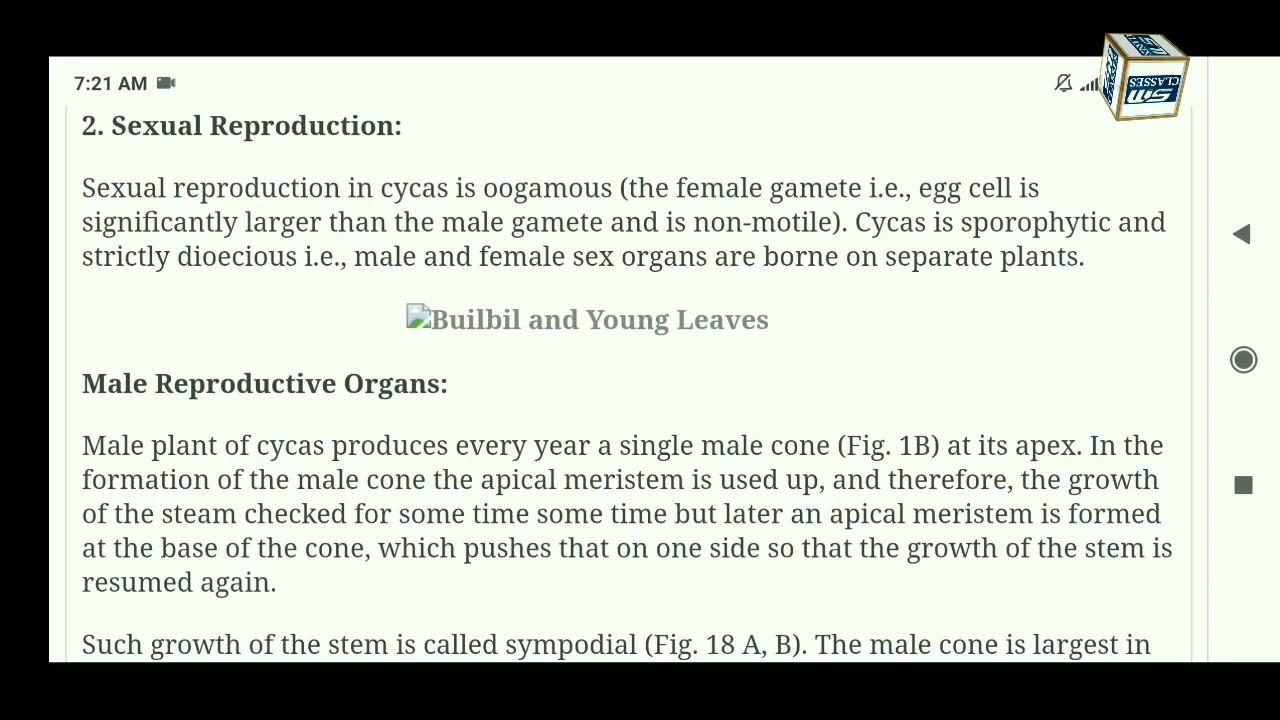 7:21 AM
2. Sexual Reproduction:
Sexual reproduction in cycas is oogamous (the female gamete i.e., egg cell is
significantly larger than the male gamete and is non-motile). Cycas is sporophytic and
strictly dioecious i.e., male and female sex organs are borne on separate plants.
Builbil and Young Leaves
Male Reproductive Organs:
Male plant of cycas produces every year a single male cone (Fig. 1B) at its apex. In the
formation of the male cone the apical meristem is used up, and therefore, the growth
of the steam checked for some time some time but later an apical meristem is formed
at the base of the cone, which pushes that on one side so that the growth of the stem is
resumed again.
Such growth of the stem is called sympodial (Fig. 18 A, B). The male cone is largest in
SJM
CLASSES